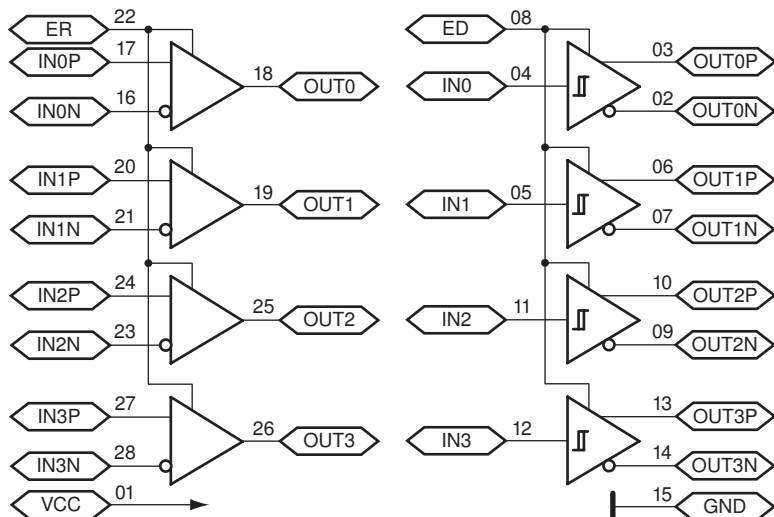 ER 22
IN0P 17
18 OUT0
IN0N 16
IN1P 20
19 OUT1
IN1N 21
IN2P 24
25 OUT2
IN2N 23
IN3P 27
26 OUT3
IN3N 28
VCC 01
ED 08
03 OUT0P
IN0 04
02 OUT0N
06 OUT1P
IN1 05
07 OUT1N
10 OUT2P
IN2 11
09 OUT2N
13 OUT3P
IN3 12
14 OUT3N
15 GND